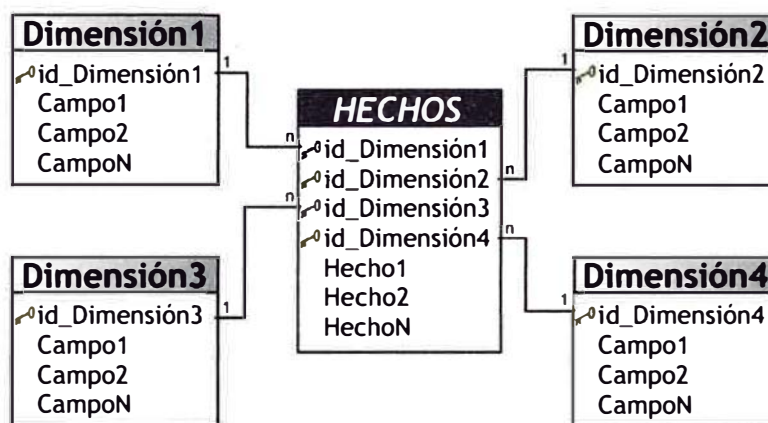 Dimensión1
id_Dimensión1
Campo1
Campo2
CampoN
1
Dimensión2
id_Dimensión2
Campo1
Campo2
CampoN
1
HECHOS
n
id_Dimensión1
id_Dimensión2
n
n
id_Dimensión3
id_Dimensión4
n
Hecho1
Hecho2
HechoN
Dimensión3
id_Dimensión3
1
Campo1
Campo2
CampoN
Dimensión4
1
id_Dimensión4
Campo1
Campo2
CampoN